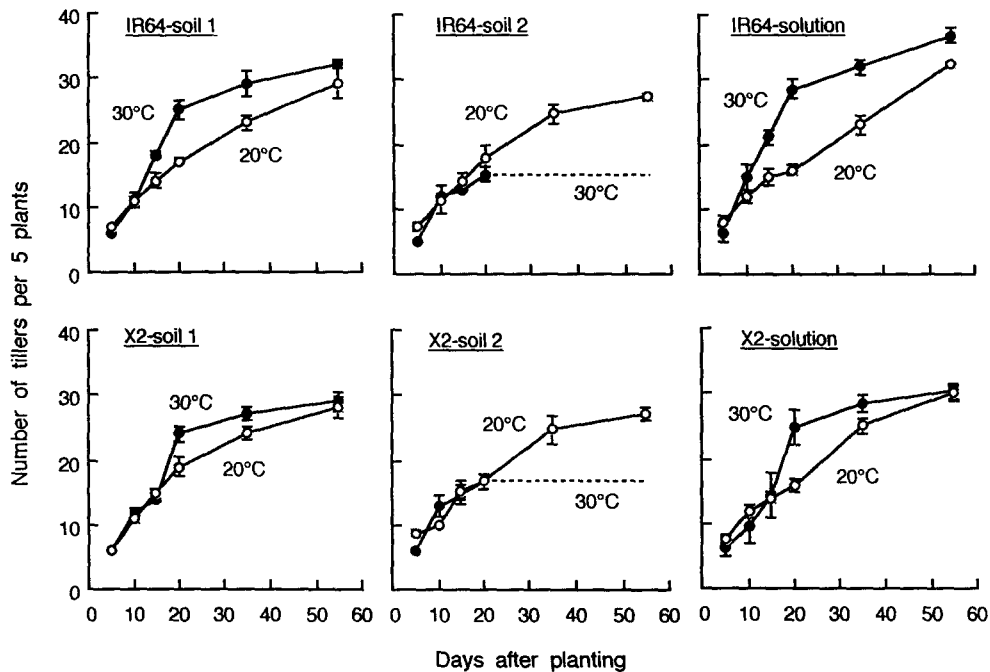 Number of tillers per 5 plants
IR64-soil 1
IR64-soil 2
IR64-solution
40
30
20
10
0
30°C
20°C
20°C
30°C
30°C
20°C
X2-soil 1
X2-soil 2
X2-solution
40
30
20
10
0
30°C
20°C
20°C
30°C
30°C
20°C
0 10 20 30 40 50 60
0 10 20 30 40 50 60
0 10 20 30 40 50 60
Days after planting